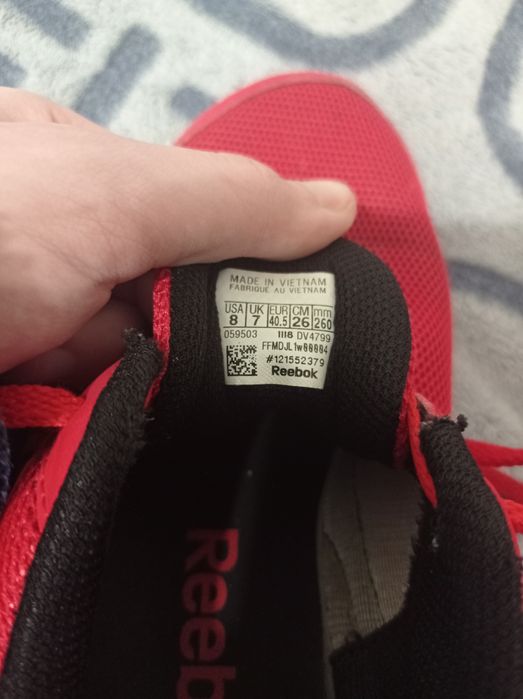 MADE IN VIETNAM
FABRIQUE AU VIETNAM
USA UK EUR CM mm
8 7 40.5 26 260
059503 1118 DV4799
FFMDJL1w00004
#121552379
Reebok
Reeb